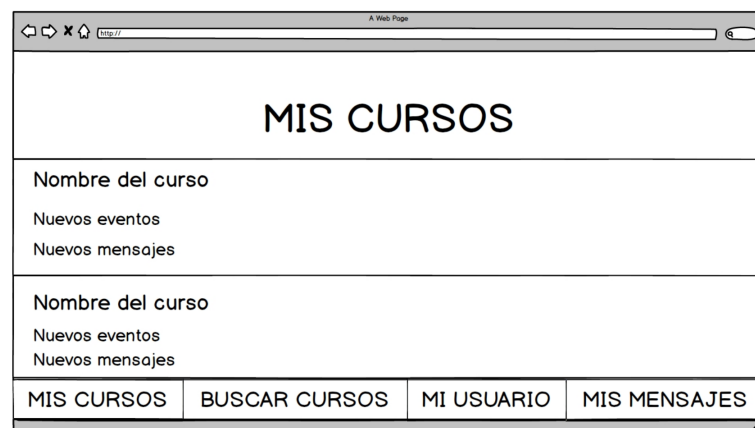 A Web Page
http://
MIS CURSOS
Nombre del curso
Nuevos eventos
Nuevos mensajes
Nombre del curso
Nuevos eventos
Nuevos mensajes
MIS CURSOS BUSCAR CURSOS MI USUARIO MIS MENSAJES